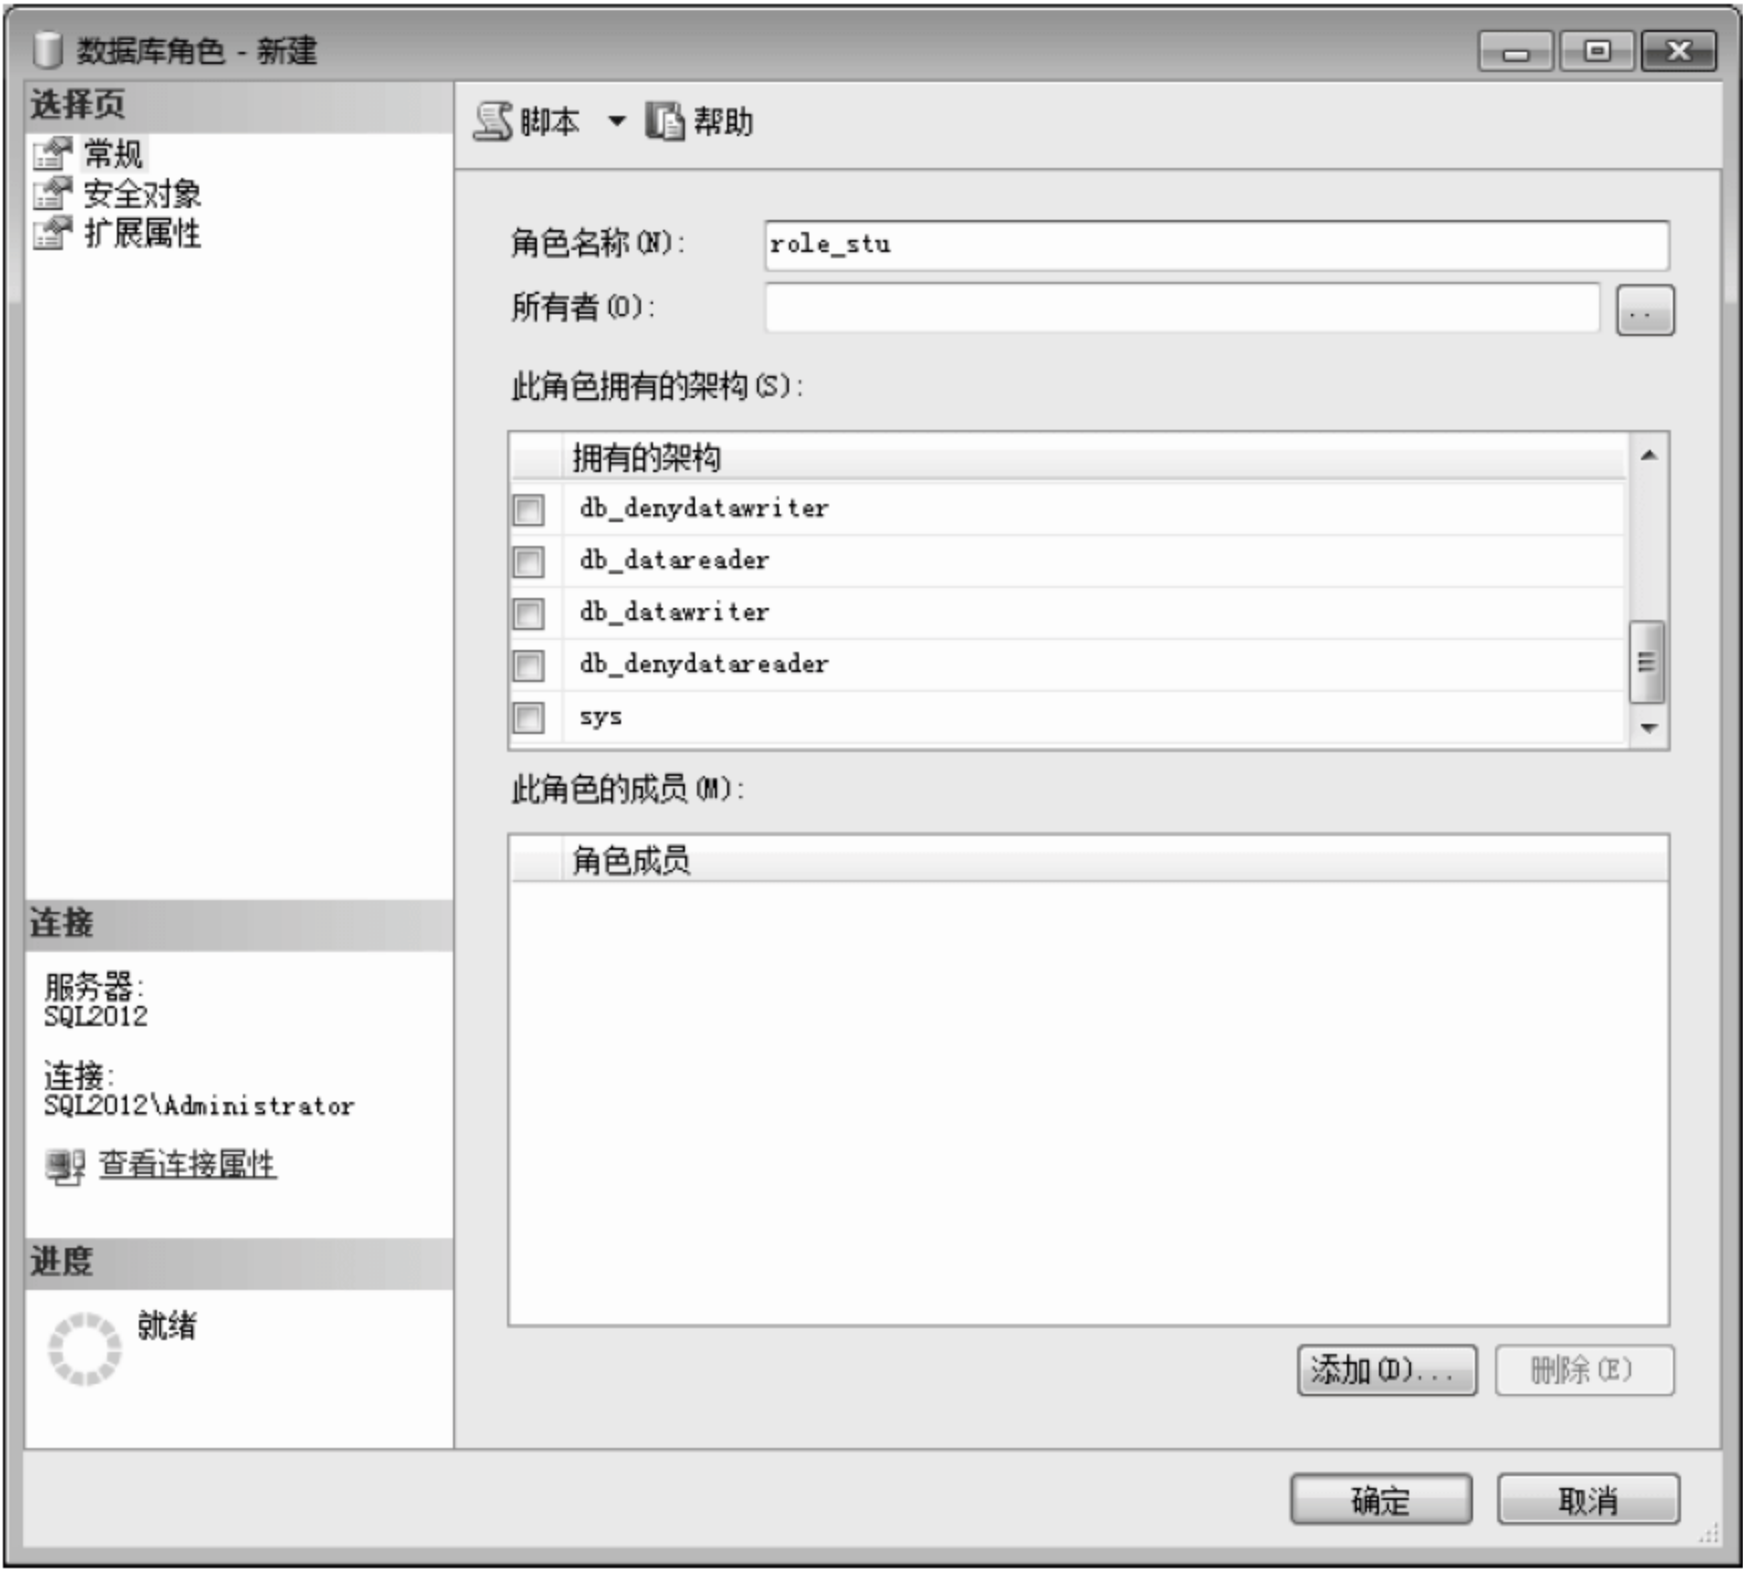 数据库角色 - 新建
选择页
常规
安全对象
扩展属性
脚本 帮助
角色名称(N): role_stu
所有者(O): ..
此角色拥有的架构(S):
拥有的架构
db_denydatawriter
db_datareader
db_datawriter
db_denydatareader
sys
此角色的成员(M):
角色成员
连接
服务器:
SQL2012
连接:
SQL2012\Administrator
查看连接属性
进度
就绪
添加(D)... 删除(E)
确定 取消